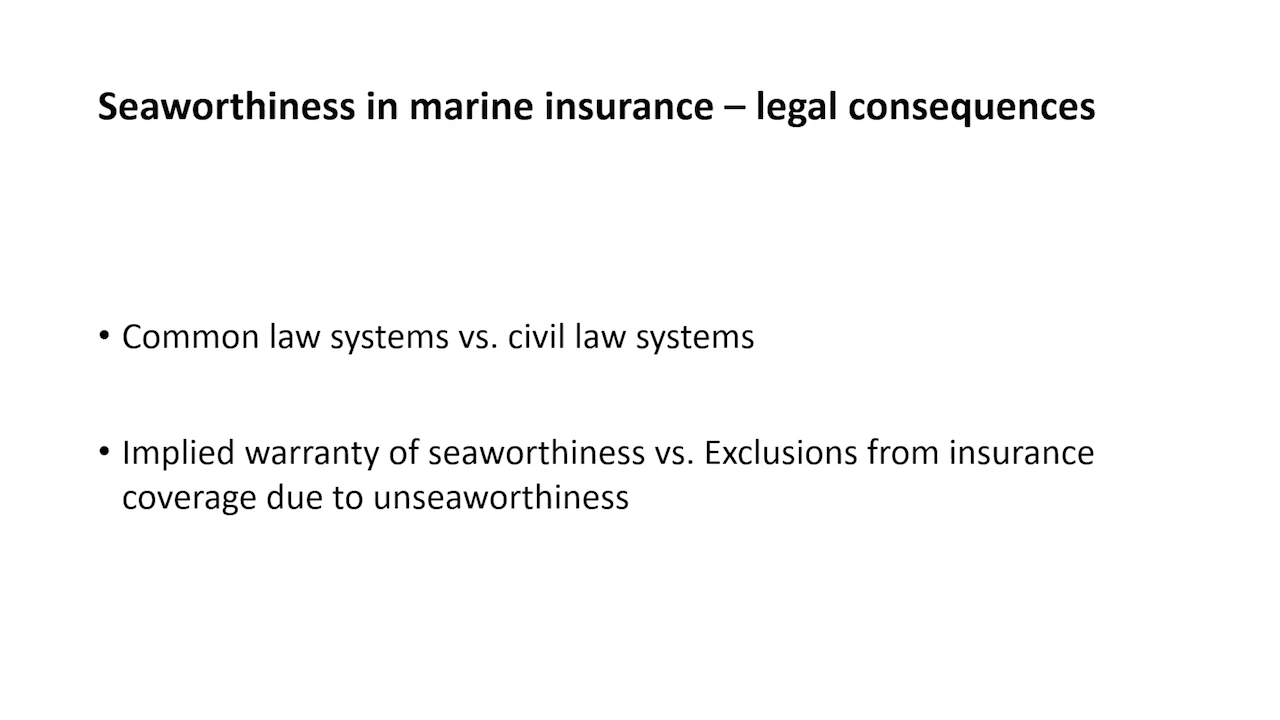 Seaworthiness in marine insurance – legal consequences
• Common law systems vs. civil law systems
• Implied warranty of seaworthiness vs. Exclusions from insurance
coverage due to unseaworthiness